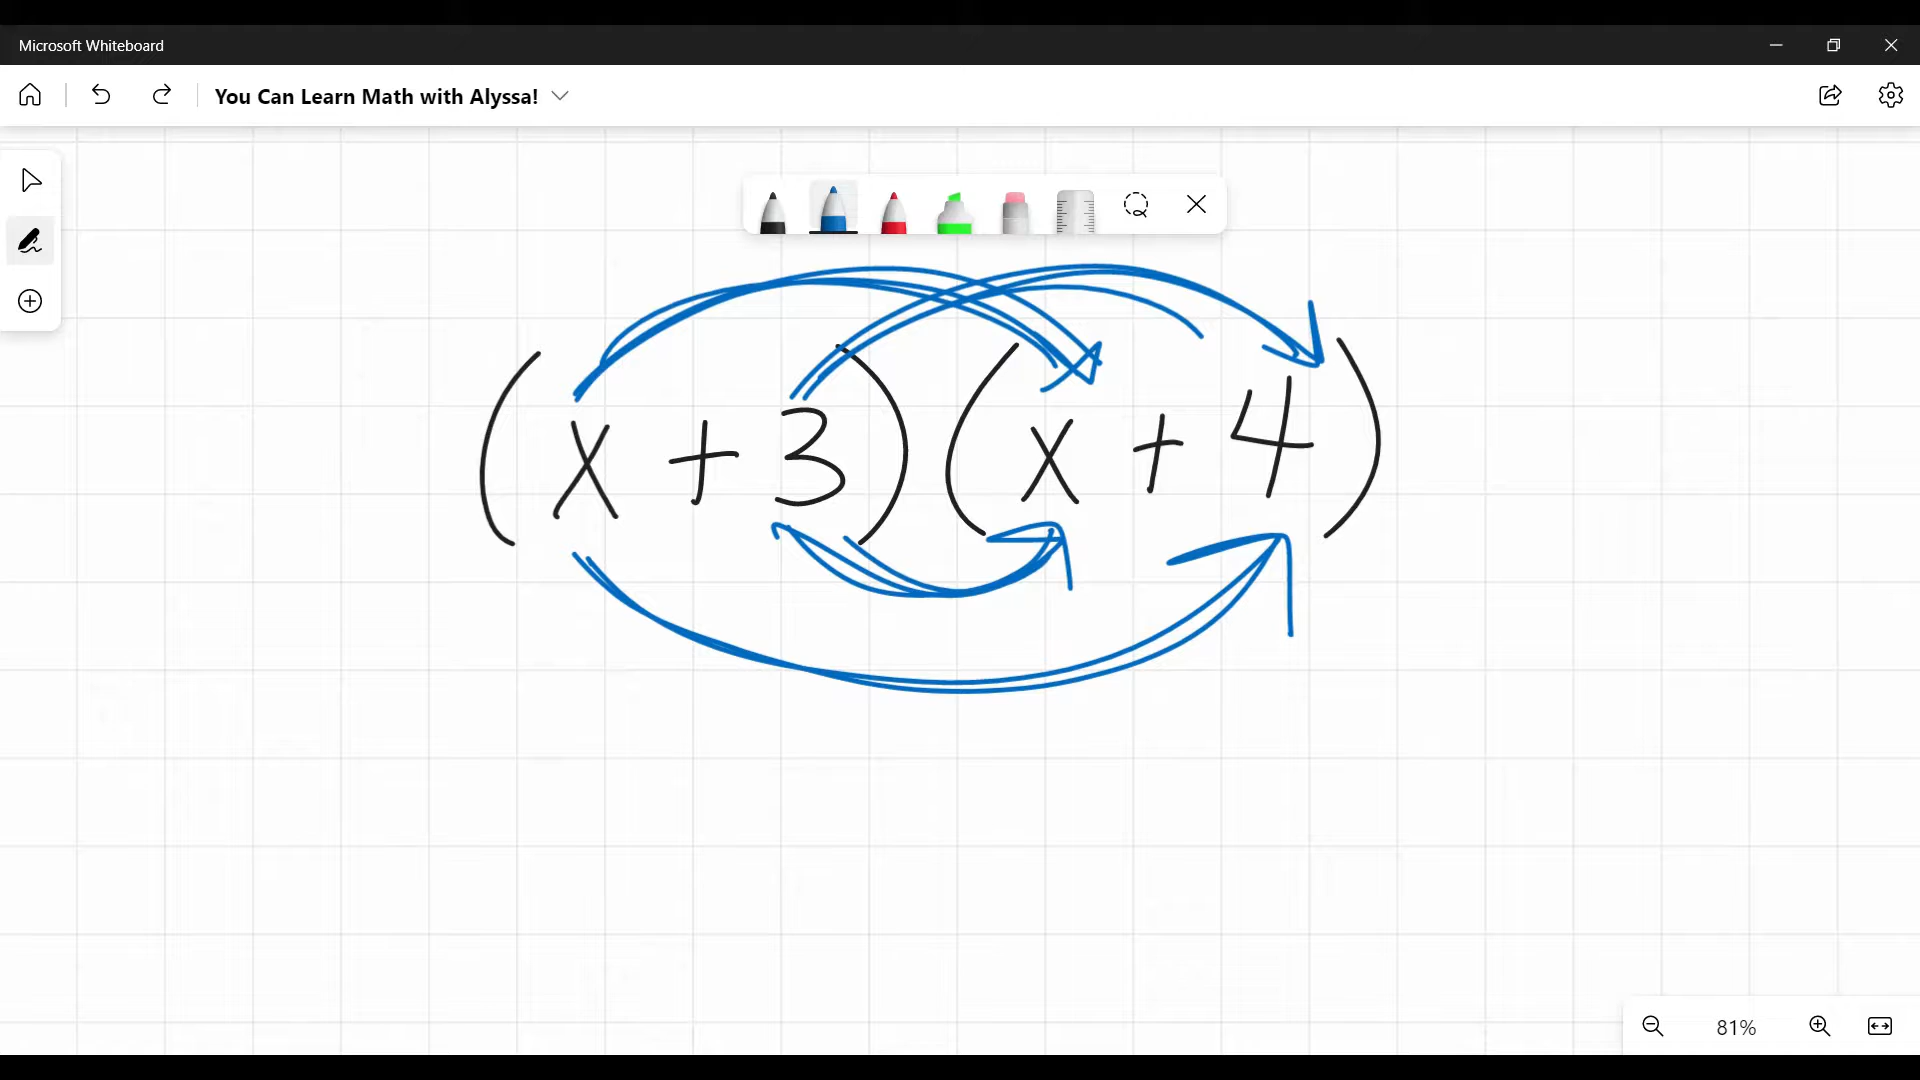 Microsoft Whiteboard
You Can Learn Math with Alyssa!
(x + 3)(x + 4)
81%